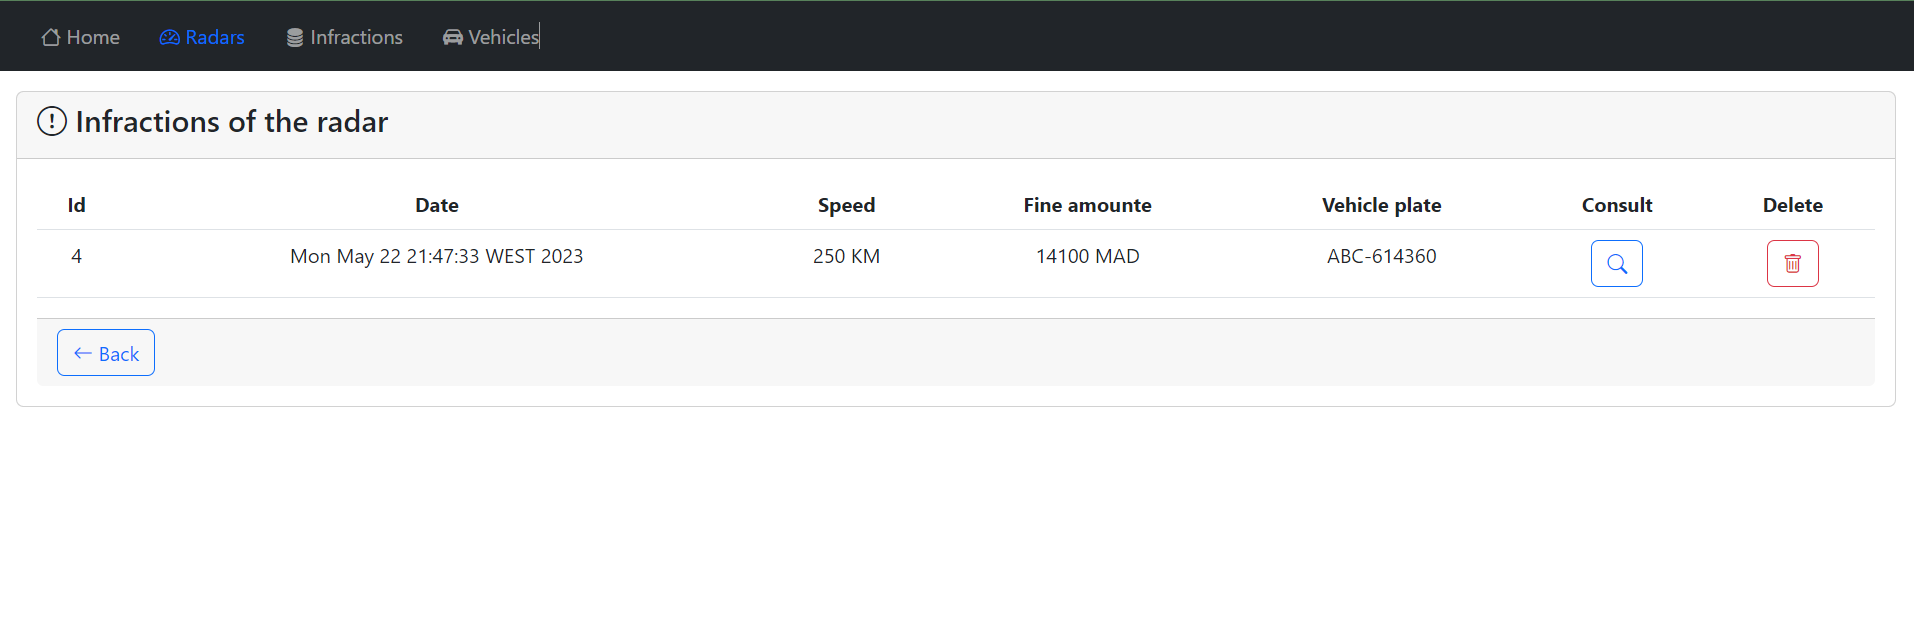 Home Radars Infractions Vehicles
Infractions of the radar
Id Date Speed Fine amounte Vehicle plate Consult Delete
4 Mon May 22 21:47:33 WEST 2023 250 KM 14100 MAD ABC-614360
Back